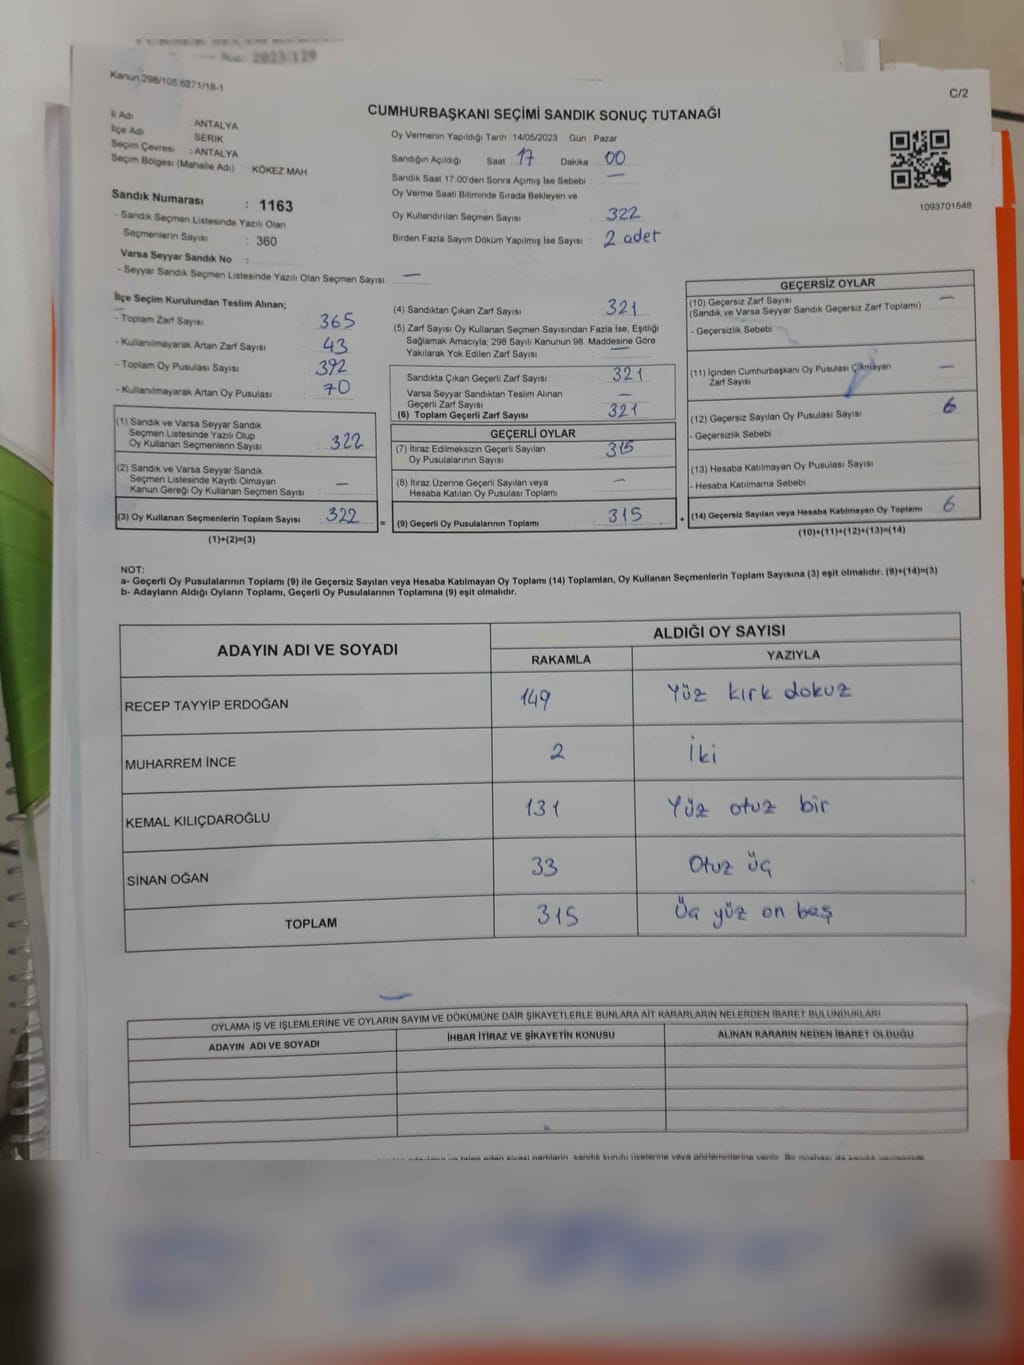 No: 2023/129
Kanun 298/105.6271/18-1
C/2
CUMHURBAŞKANI SEÇİMİ SANDIK SONUÇ TUTANAĞI
İl Adı ANTALYA
İlçe Adı SERİK
Seçim Çevresi : ANTALYA
Seçim Bölgesi (Mahalle Adı) KÖKEZ MAH
Sandık Numarası : 1163
- Sandık Seçmen Listesinde Yazılı Olan
Seçmenlerin Sayısı : 360
Varsa Seyyar Sandık No :
- Seyyar Sandık Seçmen Listesinde Yazılı Olan Seçmen Sayısı : —
Oy Vermenin Yapıldığı Tarih 14/05/2023 Gün : Pazar
Sandığın Açıldığı Saat 17 Dakika 00
Sandık Saat 17:00'den Sonra Açımış İse Sebebi : —
Oy Verme Saati Bitiminde Sırada Bekleyen ve
Oy Kullandırılan Seçmen Sayısı : 322
Birden Fazla Sayım Döküm Yapılmış İse Sayısı : 2 adet
1093701548
İlçe Seçim Kurulundan Teslim Alınan;
- Toplam Zarf Sayısı : 365
- Kullanılmayarak Artan Zarf Sayısı : 43
- Toplam Oy Pusulası Sayısı : 392
- Kullanılmayarak Artan Oy Pusulası : 70
(1) Sandık ve Varsa Seyyar Sandık
Seçmen Listesinde Yazılı Olup
Oy Kullanan Seçmenlerin Sayısı : 322
(2) Sandık ve Varsa Seyyar Sandık
Seçmen Listesinde Kayıtlı Olmayan
Kanun Gereği Oy Kullanan Seçmen Sayısı : —
(3) Oy Kullanan Seçmenlerin Toplam Sayısı : 322 =
(1)+(2)=(3)
(4) Sandıktan Çıkan Zarf Sayısı : 321
(5) Zarf Sayısı Oy Kullanan Seçmen Sayısından Fazla İse, Eşitliği
Sağlamak Amacıyla; 298 Sayılı Kanunun 98. Maddesine Göre
Yakılarak Yok Edilen Zarf Sayısı : —
Sandıkta Çıkan Geçerli Zarf Sayısı : 321
Varsa Seyyar Sandıktan Teslim Alınan
Geçerli Zarf Sayısı : —
(6) Toplam Geçerli Zarf Sayısı : 321
GEÇERLİ OYLAR
(7) İtiraz Edilmeksizin Geçerli Sayılan
Oy Pusulalarının Sayısı : 315
(8) İtiraz Üzerine Geçerli Sayılan veya
Hesaba Katılan Oy Pusulası Toplamı : —
(9) Geçerli Oy Pusulalarının Toplamı : 315 +
GEÇERSİZ OYLAR
(10) Geçersiz Zarf Sayısı : —
(Sandık ve Varsa Seyyar Sandık Geçersiz Zarf Toplamı)
- Geçersizlik Sebebi :
(11) İçinden Cumhurbaşkanı Oy Pusulası Çıkmayan
Zarf Sayısı : —
(12) Geçersiz Sayılan Oy Pusulası Sayısı : 6
- Geçersizlik Sebebi :
(13) Hesaba Katılmayan Oy Pusulası Sayısı :
- Hesaba Katılmama Sebebi :
(14) Geçersiz Sayılan veya Hesaba Katılmayan Oy Toplamı : 6
(10)+(11)+(12)+(13)=(14)
NOT:
a- Geçerli Oy Pusulalarının Toplamı (9) ile Geçersiz Sayılan veya Hesaba Katılmayan Oy Toplamı (14) Toplamları, Oy Kullanan Seçmenlerin Toplam Sayısına (3) eşit olmalıdır. (9)+(14)=(3)
b- Adayların Aldığı Oyların Toplamı, Geçerli Oy Pusulalarının Toplamına (9) eşit olmalıdır.
ADAYIN ADI VE SOYADI ALDIĞI OY SAYISI
RAKAMLA YAZIYLA
RECEP TAYYİP ERDOĞAN 149 Yüz kırk dokuz
MUHARREM İNCE 2 İki
KEMAL KILIÇDAROĞLU 131 Yüz otuz bir
SİNAN OĞAN 33 Otuz üç
TOPLAM 315 Üç yüz on beş
OYLAMA İŞ VE İŞLEMLERİNE VE OYLARIN SAYIM VE DÖKÜMÜNE DAİR ŞİKAYETLERLE BUNLARA AİT KARARLARIN NELERDEN İBARET BULUNDUKLARI
ADAYIN ADI VE SOYADI İHBAR İTİRAZ VE ŞİKAYETİN KONUSU ALINAN KARARIN NEDEN İBARET OLDUĞU